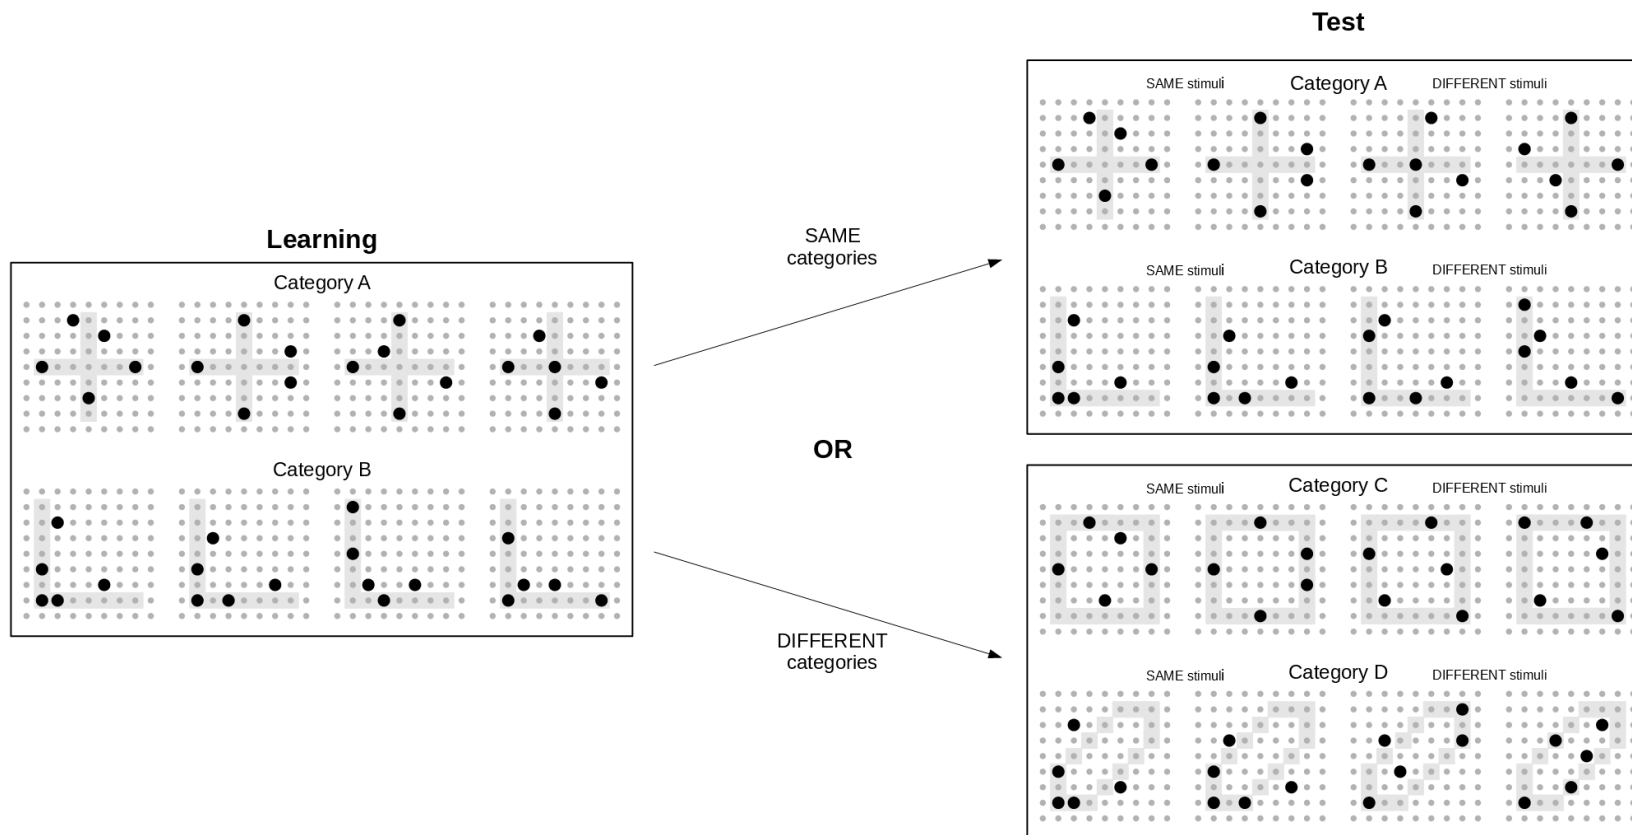 Learning
Category A
Category B
SAME
categories
OR
DIFFERENT
categories
Test
SAME stimuli
Category A
DIFFERENT stimuli
SAME stimuli
Category B
DIFFERENT stimuli
SAME stimuli
Category C
DIFFERENT stimuli
SAME stimuli
Category D
DIFFERENT stimuli